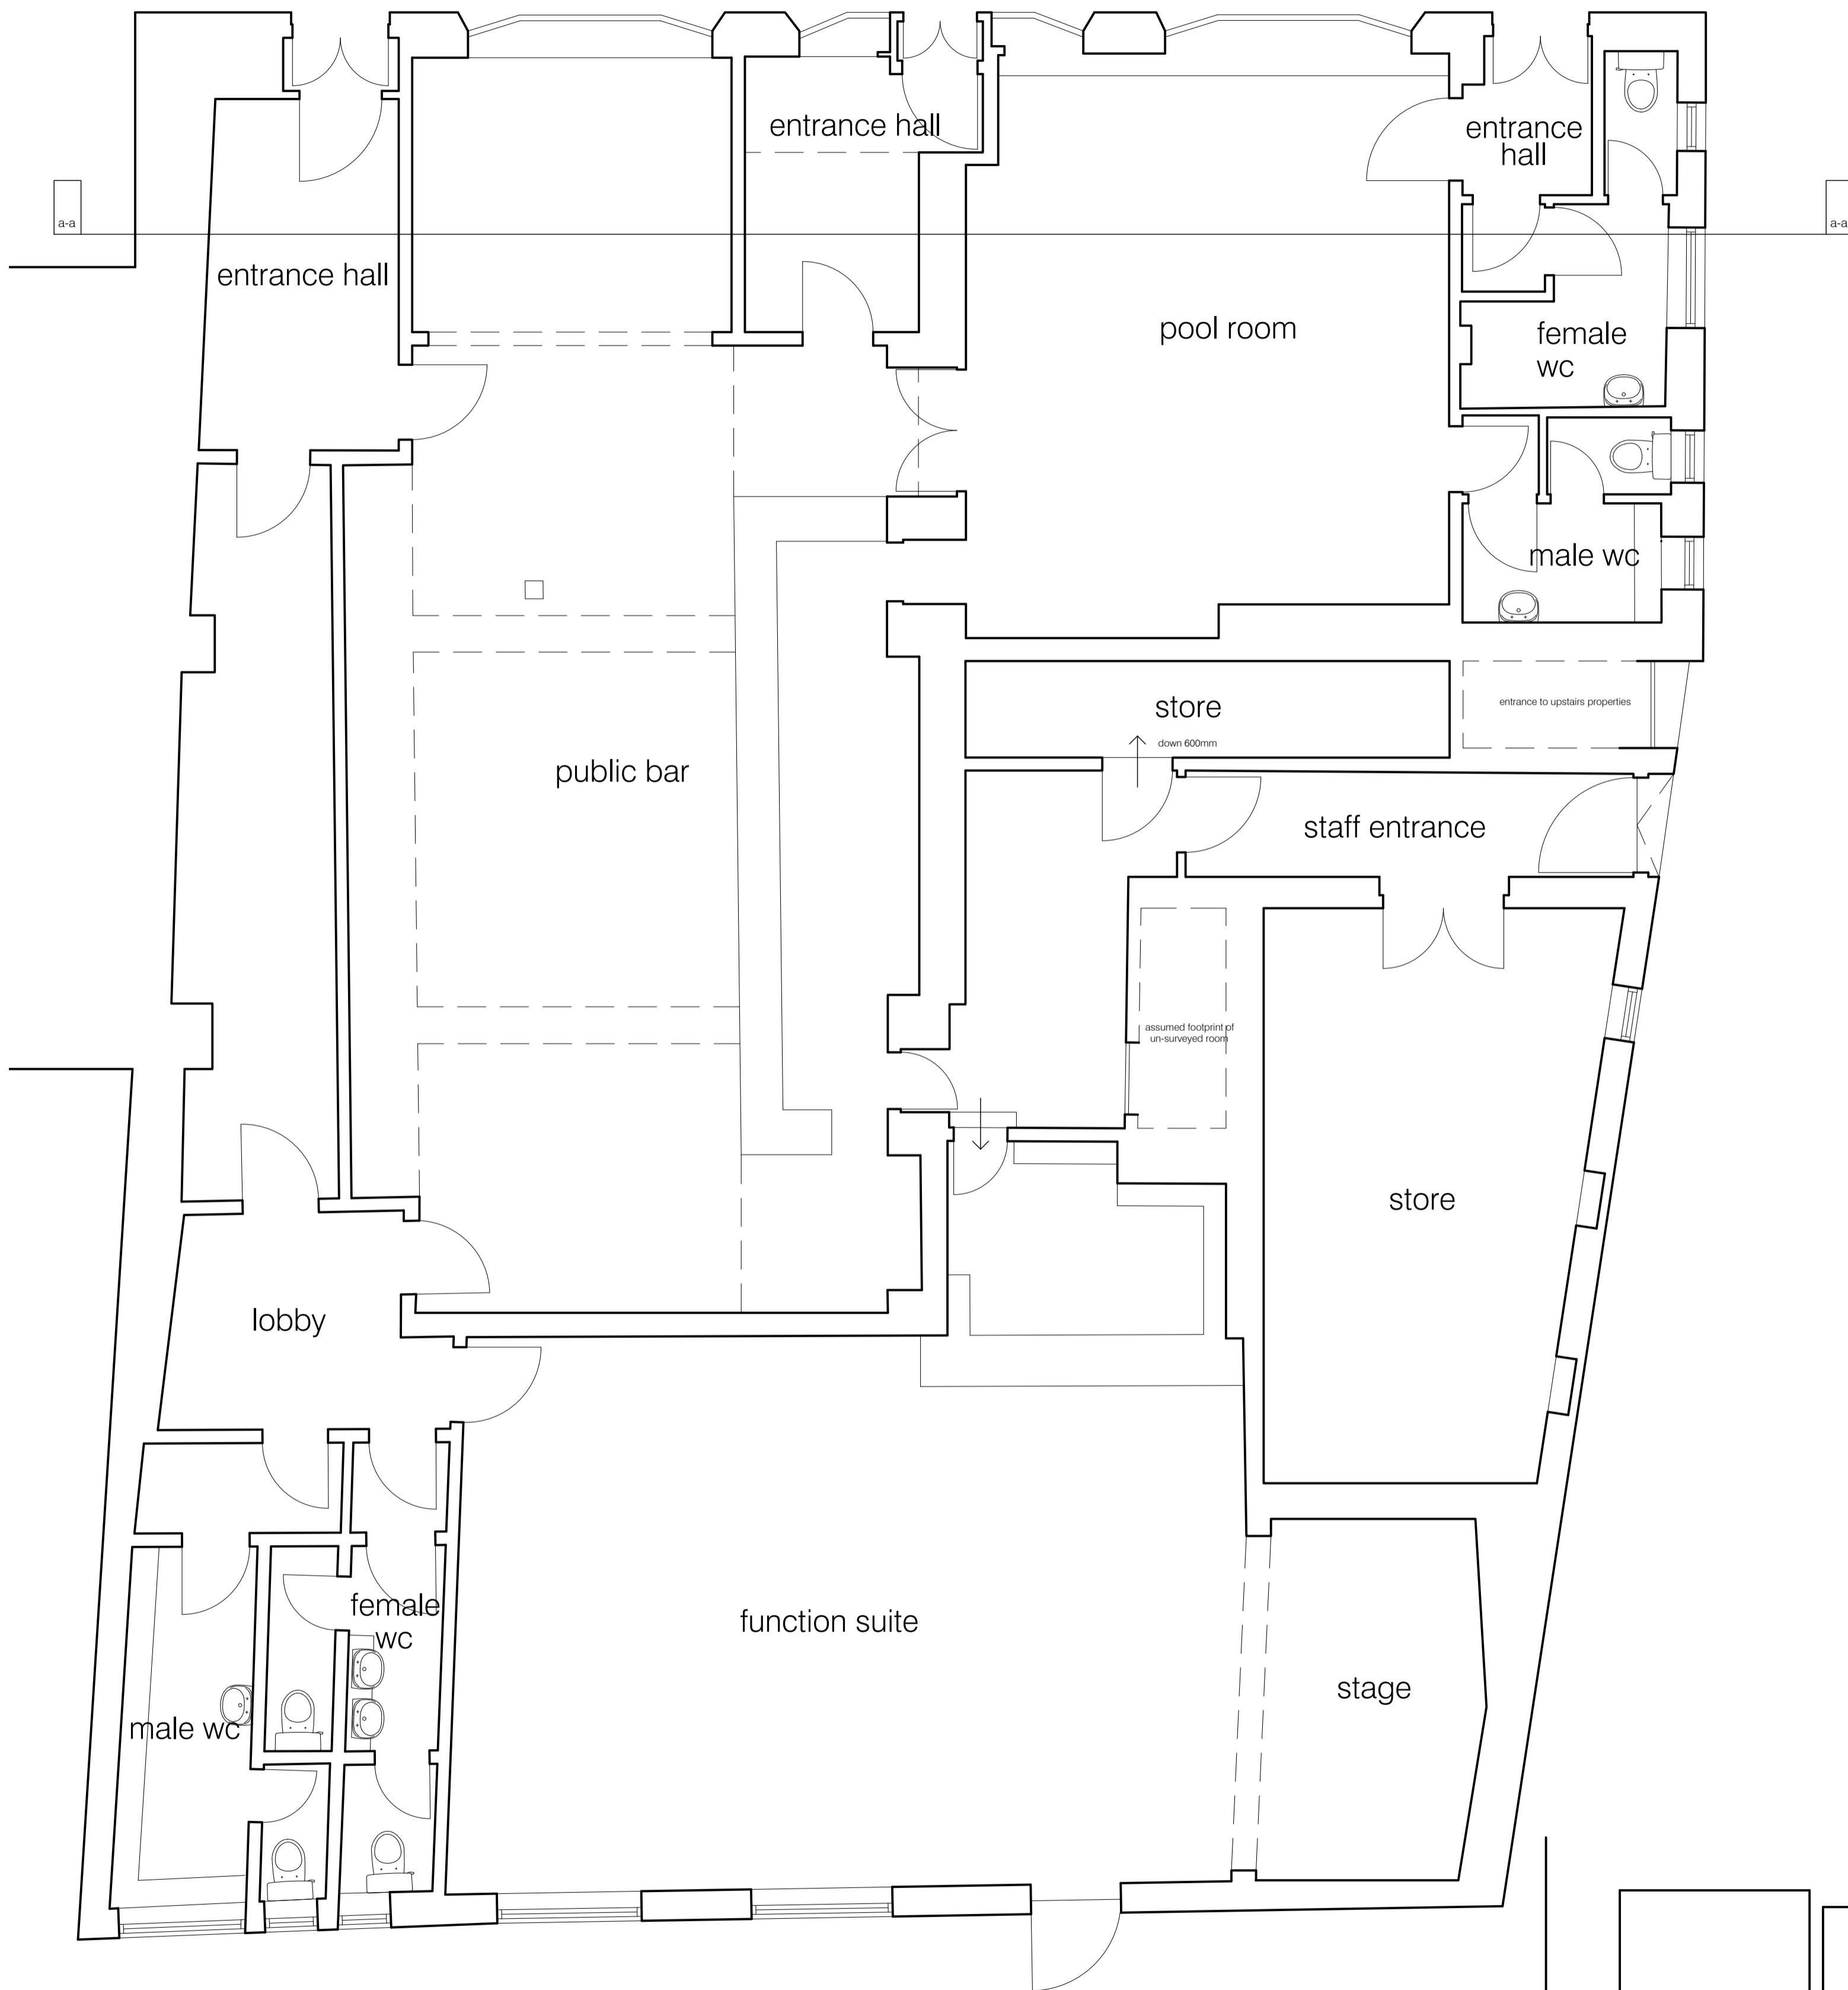 entrance hall
entrance
hall
a-a
a-a
entrance hall
pool room
female
wc
male wc
store
entrance to upstairs properties
down 600mm
public bar
staff entrance
assumed footprint of
un-surveyed room
store
lobby
female
wc
function suite
stage
male wc